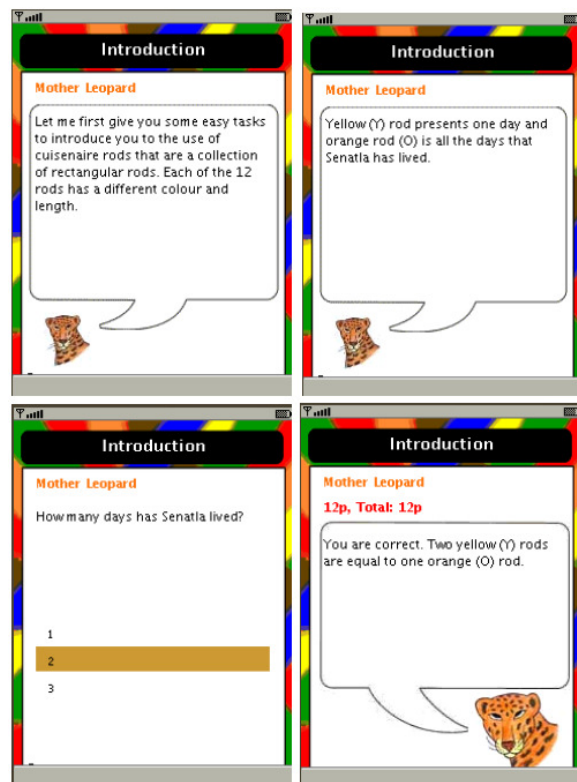 Introduction
Mother Leopard
Let me first give you some easy tasks
to introduce you to the use of
cuisenaire rods that are a collection
of rectangular rods. Each of the 12
rods has a different colour and
length.
Introduction
Mother Leopard
Yellow (Y) rod presents one day and
orange rod (O) is all the days that
Senatla has lived.
Introduction
Mother Leopard
How many days has Senatla lived?
1
2
3
Introduction
Mother Leopard
12p, Total: 12p
You are correct. Two yellow (Y) rods
are equal to one orange (O) rod.